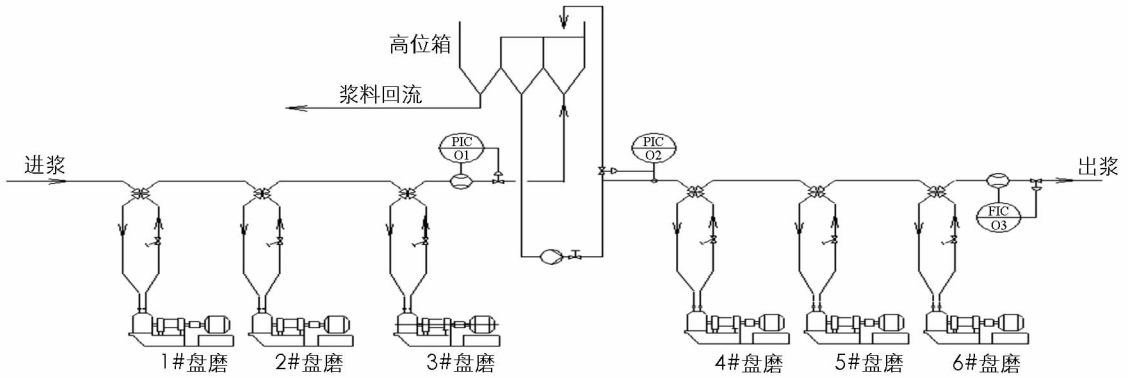 高位箱
浆料回流
PIC
O1
PIC
O2
进浆
出浆
FIC
O3
1#盘磨
2#盘磨
3#盘磨
4#盘磨
5#盘磨
6#盘磨